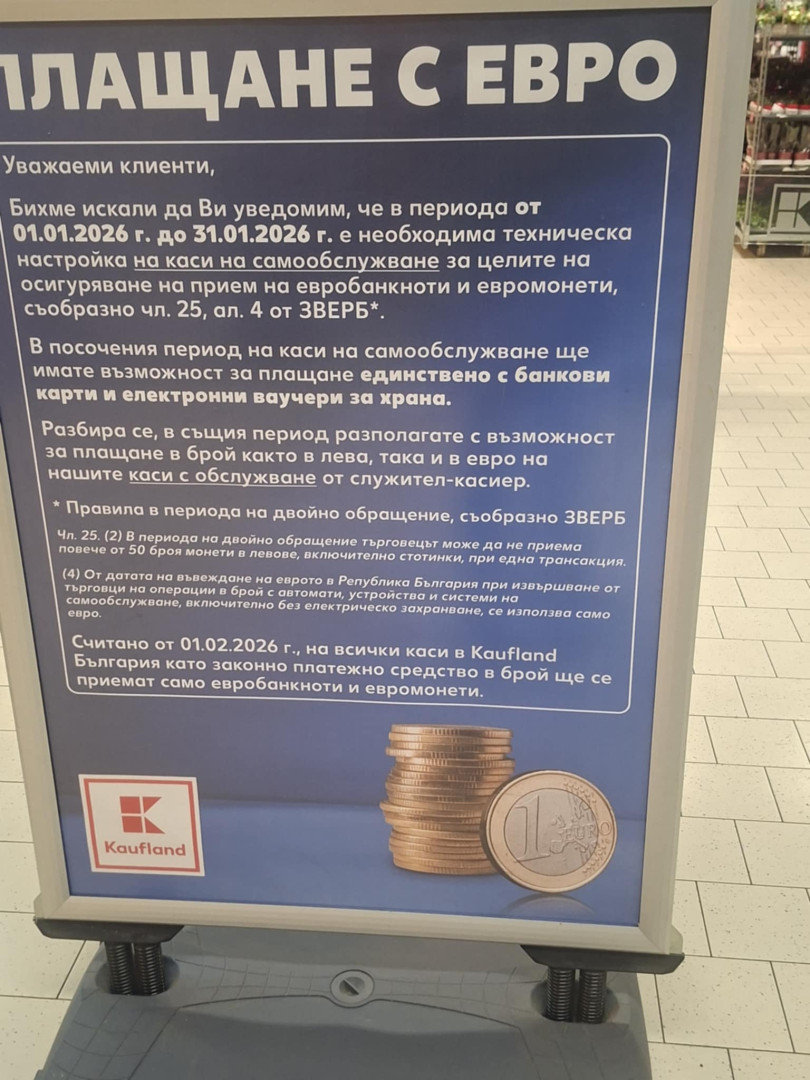 ПЛАЩАНЕ С ЕВРО
Уважаеми клиенти,
Бихме искали да Ви уведомим, че в периода от
01.01.2026 г. до 31.01.2026 г. е необходима техническа
настройка на каси на самообслужване за целите на
осигуряване на прием на евробанкноти и евромонети,
съобразно чл. 25, ал. 4 от ЗВЕРБ*.
В посочения период на каси на самообслужване ще
имате възможност за плащане единствено с банкови
карти и електронни ваучери за храна.
Разбира се, в същия период разполагате с възможност
за плащане в брой както в лева, така и в евро на
нашите каси с обслужване от служител-касиер.
* Правила в периода на двойно обращение, съобразно ЗВЕРБ
Чл. 25. (2) В периода на двойно обращение търговецът може да не приема
повече от 50 броя монети в левове, включително стотинки, при една трансакция.
(4) От датата на въвеждане на еврото в Република България при извършване от
търговци на операции в брой с автомати, устройства и системи на
самообслужване, включително без електрическо захранване, се използва само
евро.
Считано от 01.02.2026 г., на всички каси в Kaufland
България като законно платежно средство в брой ще се
приемат само евробанкноти и евромонети.
Kaufland
1 EURO